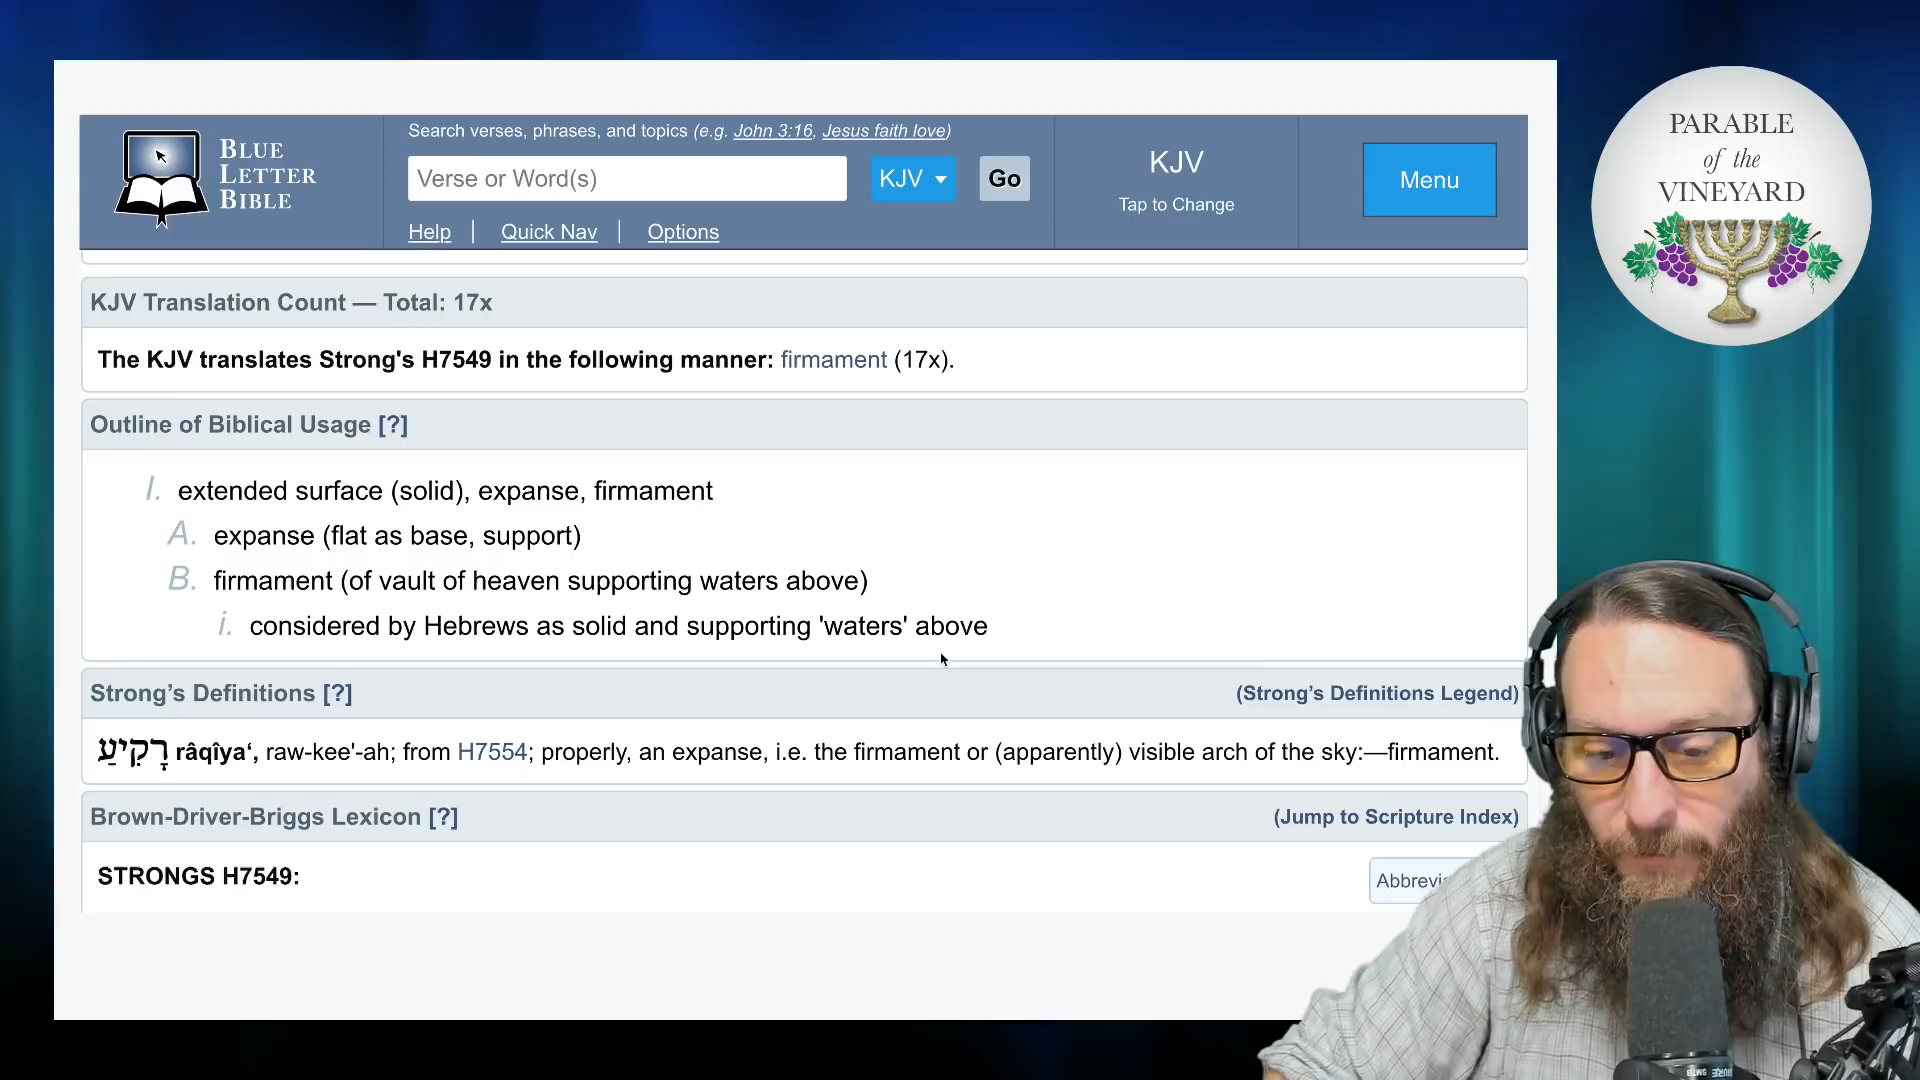 Search verses, phrases, and topics (e.g. John 3:16, Jesus faith love)
BLUE
LETTER
BIBLE
Verse or Word(s)
KJV
Go
KJV
Tap to Change
Menu
Help | Quick Nav | Options
PARABLE
of the
VINEYARD
KJV Translation Count — Total: 17x
The KJV translates Strong's H7549 in the following manner: firmament (17x).
Outline of Biblical Usage [?]
I. extended surface (solid), expanse, firmament
A. expanse (flat as base, support)
B. firmament (of vault of heaven supporting waters above)
i. considered by Hebrews as solid and supporting 'waters' above
Strong’s Definitions [?]
(Strong’s Definitions Legend)
רָקִיעַ râqîyaʻ, raw-kee'-ah; from H7554; properly, an expanse, i.e. the firmament or (apparently) visible arch of the sky:—firmament.
Brown-Driver-Briggs Lexicon [?]
(Jump to Scripture Index)
STRONGS H7549: